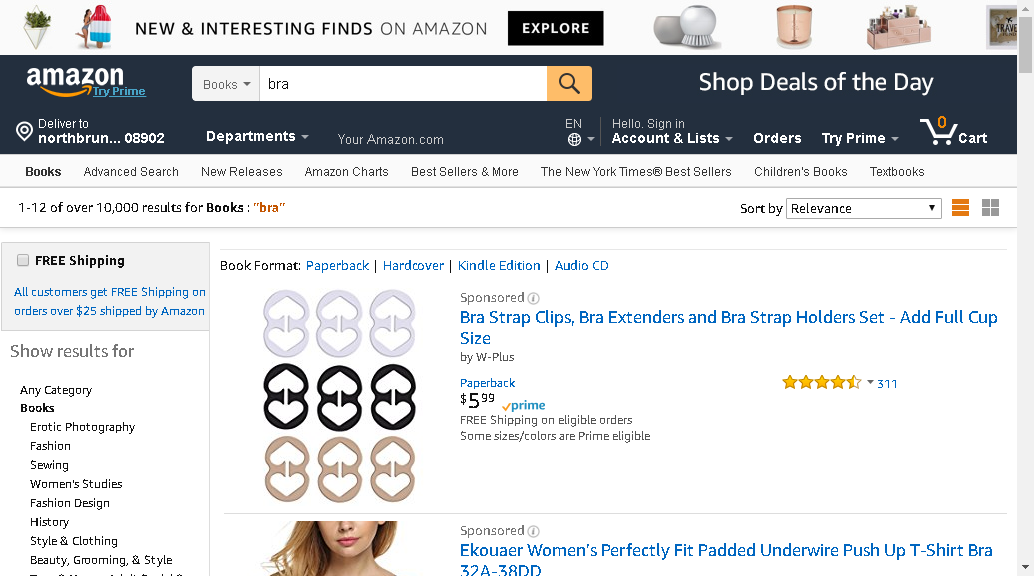 NEW & INTERESTING FINDS ON AMAZON
EXPLORE
amazon
Try Prime
Books
bra
Shop Deals of the Day
Deliver to
northbrun... 08902
Departments
Your Amazon.com
EN
Hello. Sign in
Account & Lists
Orders
Try Prime
0
Cart
Books
Advanced Search
New Releases
Amazon Charts
Best Sellers & More
The New York Times® Best Sellers
Children's Books
Textbooks
1-12 of over 10,000 results for Books : "bra"
Sort by
Relevance
FREE Shipping
All customers get FREE Shipping on
orders over $25 shipped by Amazon
Show results for
Any Category
Books
Erotic Photography
Fashion
Sewing
Women's Studies
Fashion Design
History
Style & Clothing
Beauty, Grooming, & Style
Book Format: Paperback | Hardcover | Kindle Edition | Audio CD
Sponsored
Bra Strap Clips, Bra Extenders and Bra Strap Holders Set - Add Full Cup
Size
by W-Plus
Paperback
$5 99
prime
FREE Shipping on eligible orders
Some sizes/colors are Prime eligible
311
Sponsored
Ekouaer Women's Perfectly Fit Padded Underwire Push Up T-Shirt Bra
32A-38DD